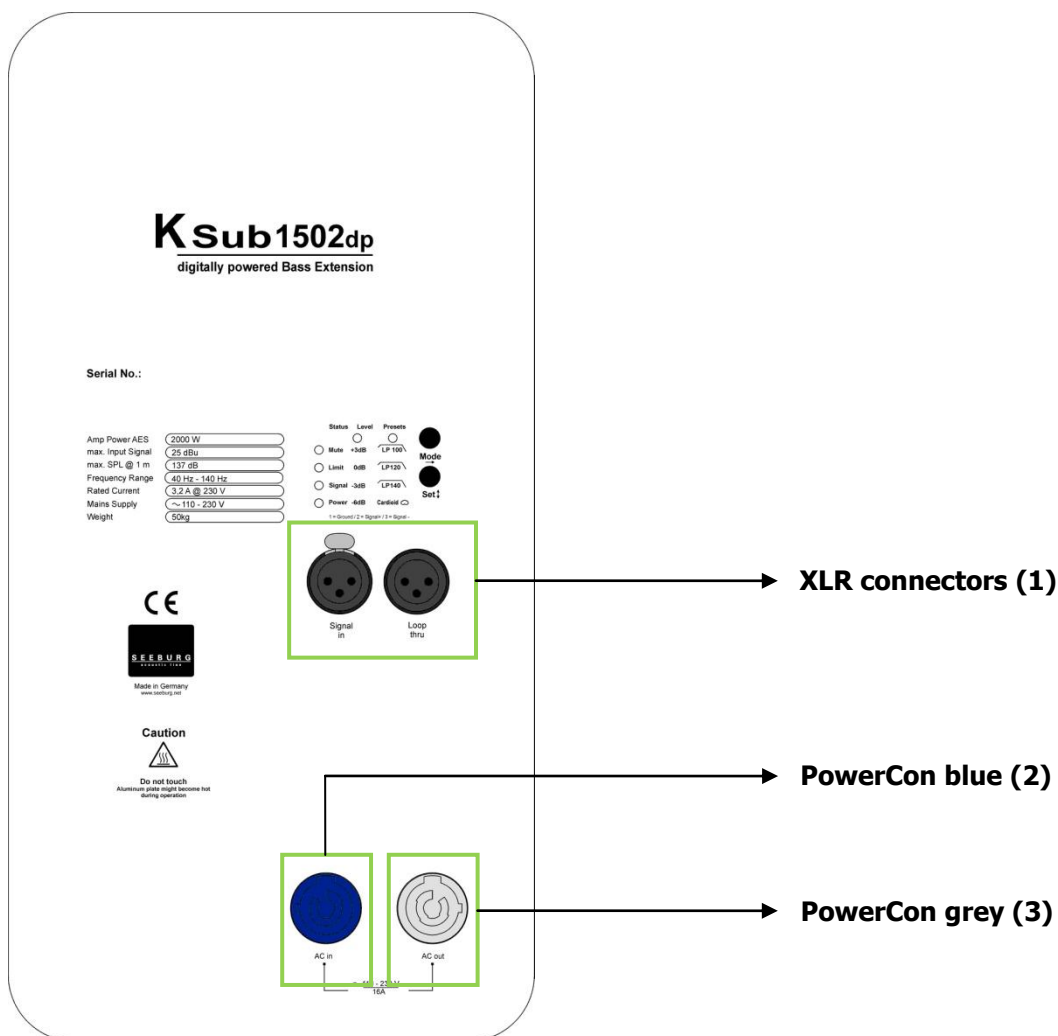 K Sub1502dp
digitally powered Bass Extension
Serial No.:
Amp Power AES 2000 W
max. Input Signal 25 dBu
max. SPL @ 1 m 137 dB
Frequency Range 40 Hz - 140 Hz
Rated Current 3,2 A @ 230 V
Mains Supply ~110 - 230 V
Weight 50kg
Status Level Presets
Mute +3dB LP 100
Limit 0dB LP120
Signal -3dB LP140
Power -6dB Cardioid
Mode
Set
1 = Ground / 2 = Signal+ / 3 = Signal -
Signal
in
Loop
thru
XLR connectors (1)
CE
SEEBURG
acoustic line
Made in Germany
www.seeburg.net
Caution
Do not touch
Aluminum plate might become hot
during operation
PowerCon blue (2)
PowerCon grey (3)
AC in
AC out
230 V
16A